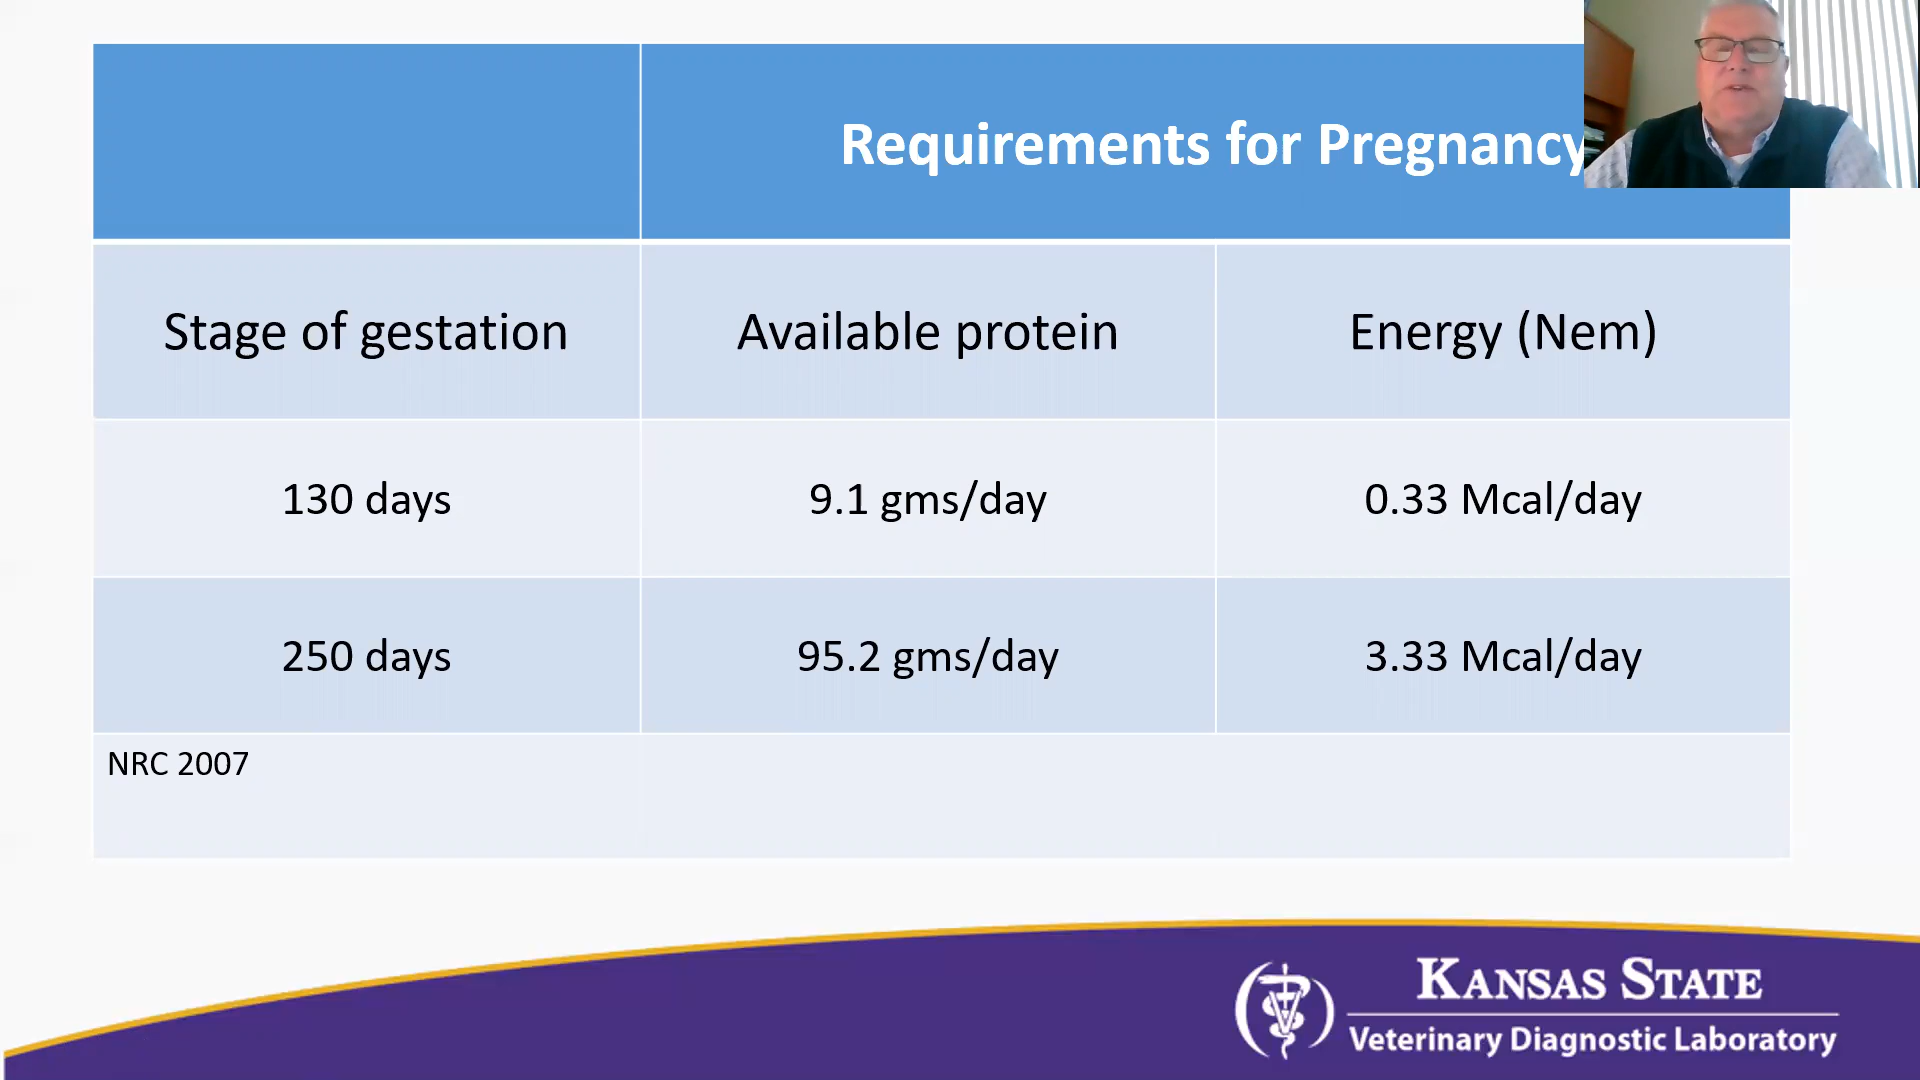 Requirements for Pregnancy
Stage of gestation
Available protein
Energy (Nem)
130 days
9.1 gms/day
0.33 Mcal/day
250 days
95.2 gms/day
3.33 Mcal/day
NRC 2007
KANSAS STATE
Veterinary Diagnostic Laboratory